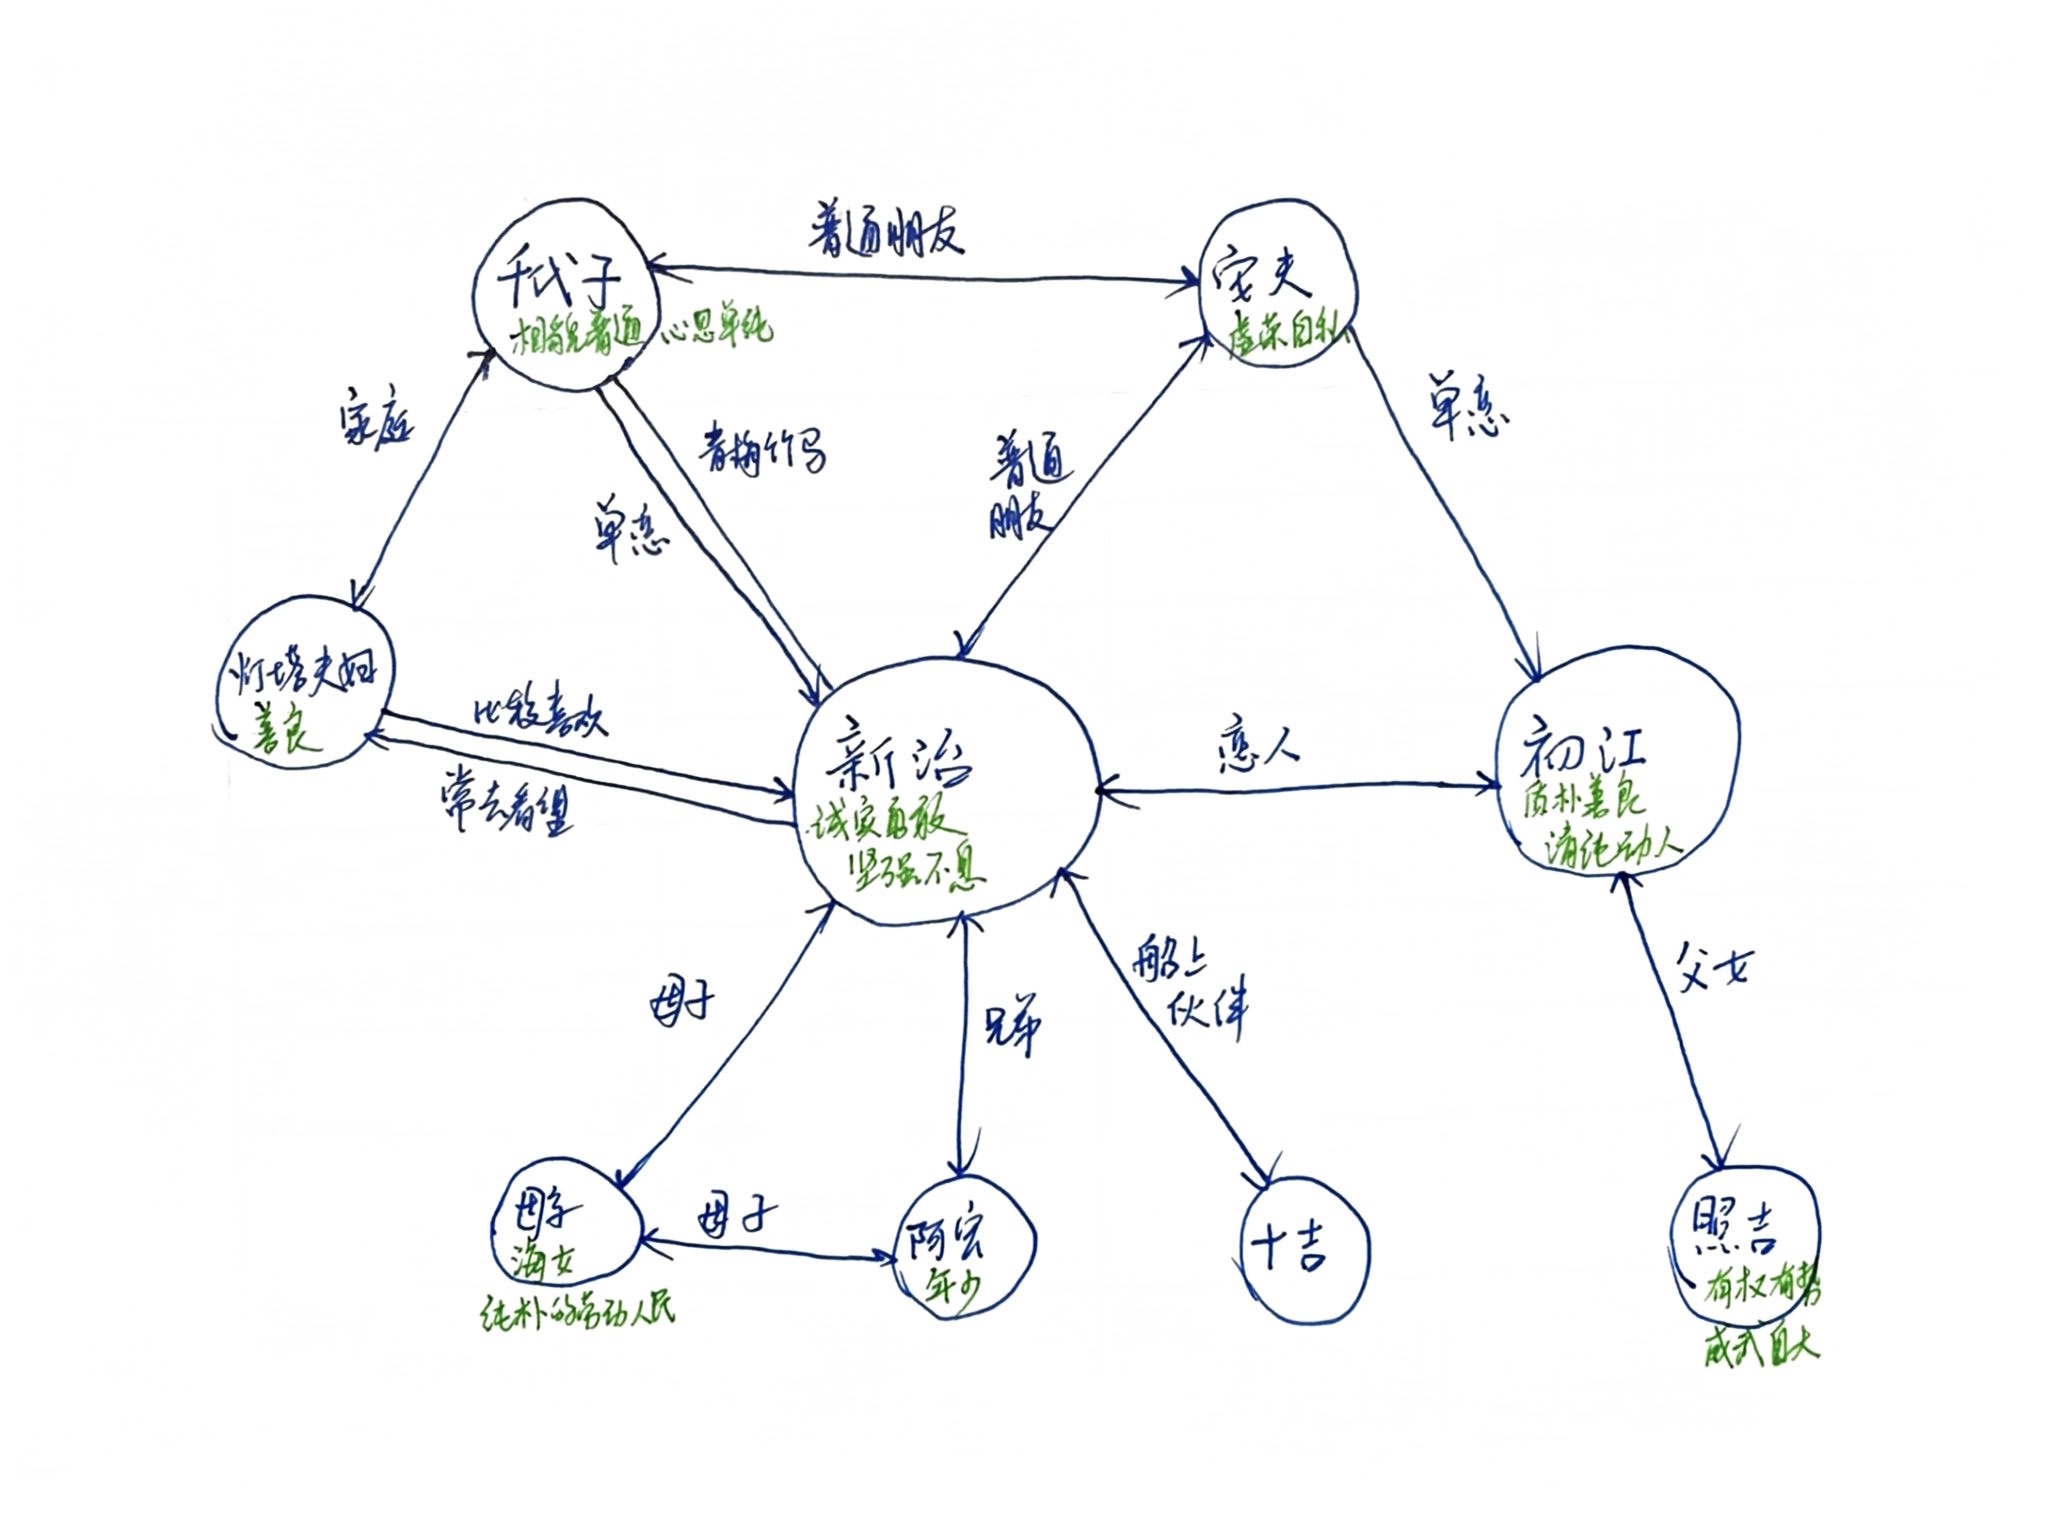 普通朋友
千代子
相貌普通 心思单纯
安夫
虚荣自私
家庭
青梅竹马
单恋
普通
朋友
单恋
灯塔夫妇
善良
比较喜欢
常去看望
新治
诚实勇敢
坚强不息
恋人
初江
质朴善良
清纯动人
母子
兄弟
船上
伙伴
父女
海女
纯朴的劳动人民
母子
阿宏
年少
十吉
照吉
有权有势
威武自大